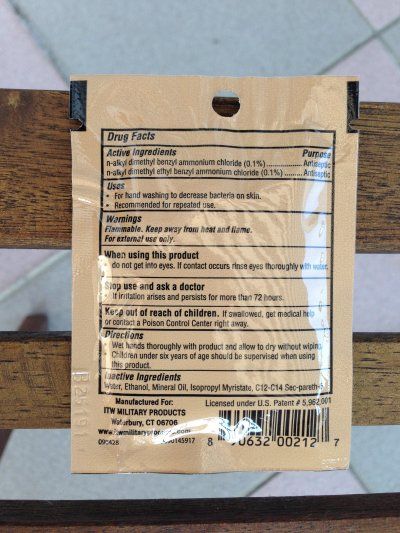 Drug Facts
Active Ingredients Purpose
n-alkyl dimethyl benzyl ammonium chloride (0.1%) .............. Antiseptic
n-alkyl dimethyl ethyl benzyl ammonium chloride (0.1%) ....... Antiseptic
Uses
• For hand washing to decrease bacteria on skin.
• Recommended for repeated use.
Warnings
Flammable. Keep away from heat and flame.
For external use only.
When using this product
do not get into eyes. If contact occurs rinse eyes thoroughly with water.
Stop use and ask a doctor
• If irritation arises and persists for more than 72 hours.
Keep out of reach of children. If swallowed, get medical help
or contact a Poison Control Center right away.
Directions
Wet hands thoroughly with product and allow to dry without wiping.
Children under six years of age should be supervised when using
this product.
Inactive Ingredients
Water, Ethanol, Mineral Oil, Isopropyl Myristate, C12-C14 Sec-pareth-
Manufactured For: Licensed under U.S. Patent # 5,962,001
ITW MILITARY PRODUCTS
Waterbury, CT 06706
090428
8 90632 00212 7